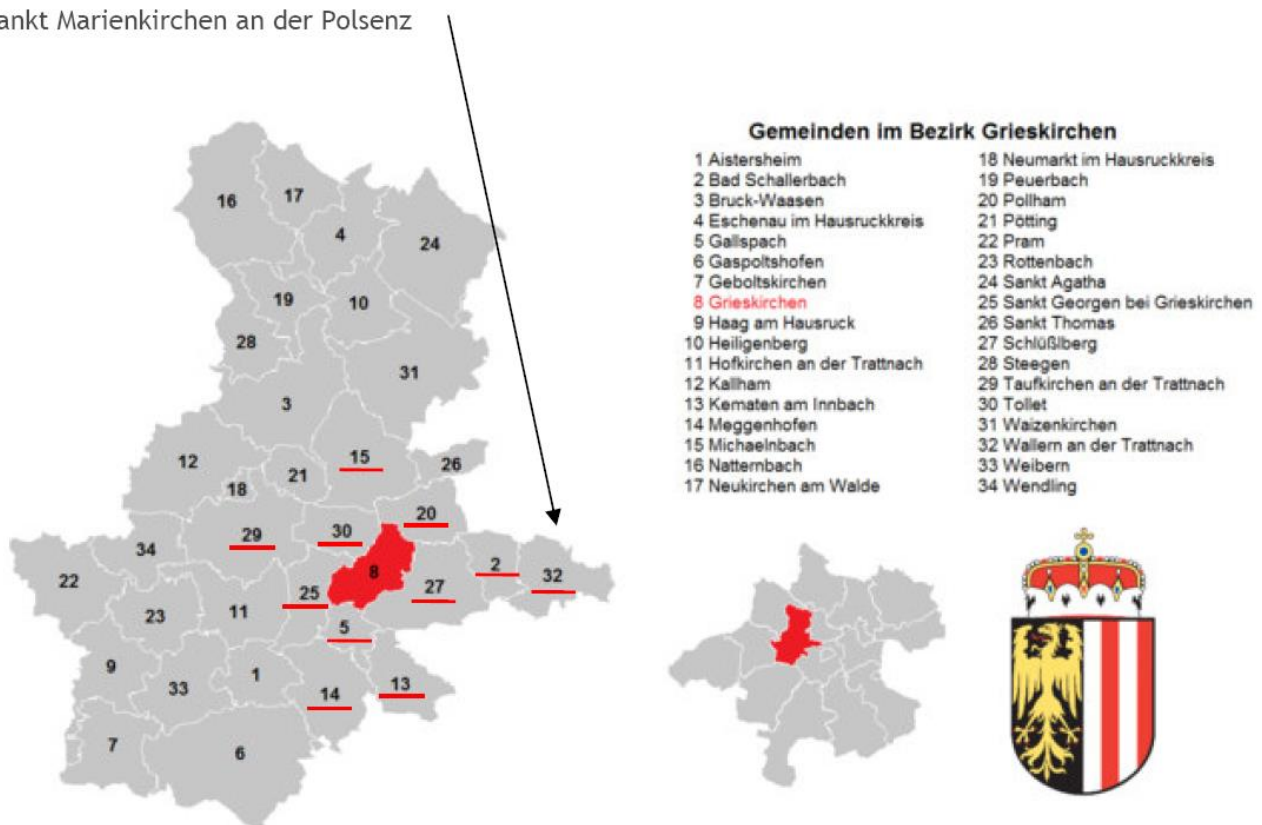 ankt Marienkirchen an der Polsenz
Gemeinden im Bezirk Grieskirchen
1 Aistersheim
2 Bad Schallerbach
3 Bruck-Waasen
4 Eschenau im Hausruckkreis
5 Gallspach
6 Gaspoltshofen
7 Geboltskirchen
8 Grieskirchen
9 Haag am Hausruck
10 Heiligenberg
11 Hofkirchen an der Trattnach
12 Kallham
13 Kematen am Innbach
14 Meggenhofen
15 Michaelnbach
16 Natternbach
17 Neukirchen am Walde
18 Neumarkt im Hausruckkreis
19 Peuerbach
20 Pollham
21 Pötting
22 Pram
23 Rottenbach
24 Sankt Agatha
25 Sankt Georgen bei Grieskirchen
26 Sankt Thomas
27 Schlüßlberg
28 Steegen
29 Taufkirchen an der Trattnach
30 Tollet
31 Waizenkirchen
32 Wallern an der Trattnach
33 Weibern
34 Wendling
16
17
4
24
19
10
28
31
3
15
12
21
26
18
20
29
30
34
2
32
8
22
27
25
23
11
5
9
1
13
33
14
7
6